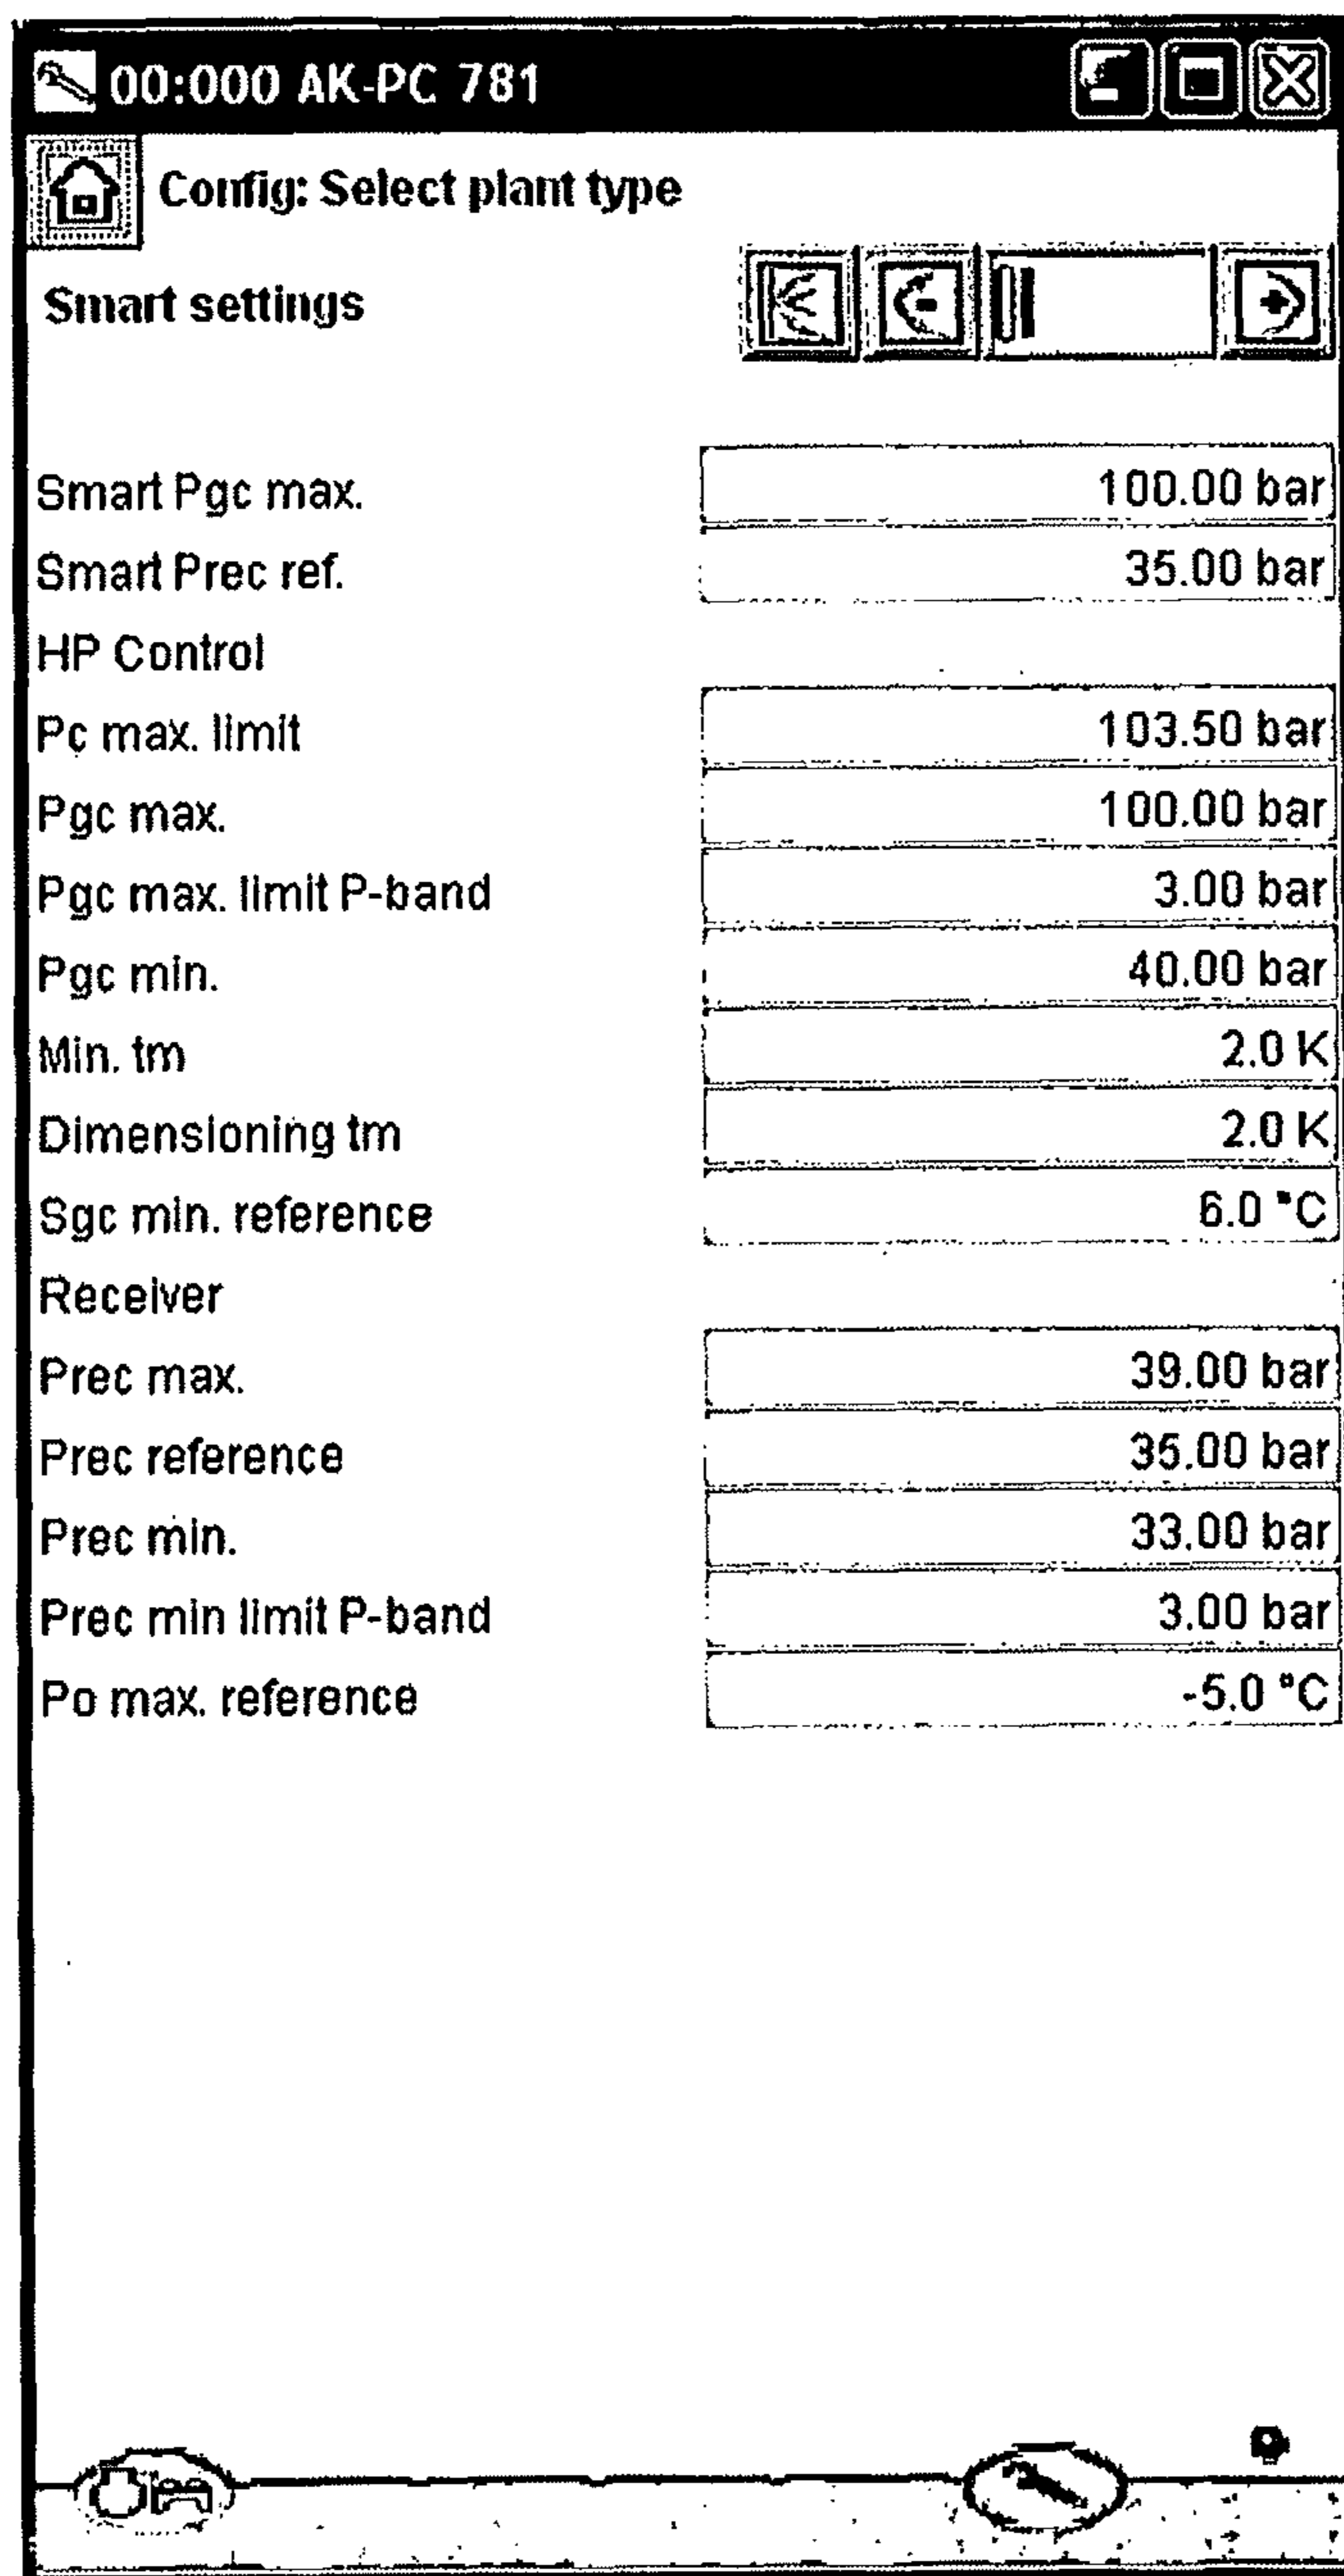 00:000 AK-PC 781
Config: Select plant type
Smart settings
Smart Pgc max. 100.00 bar
Smart Prec ref. 35.00 bar
HP Control
Pc max. limit 103.50 bar
Pgc max. 100.00 bar
Pgc max. limit P-band 3.00 bar
Pgc min. 40.00 bar
Min. tm 2.0 K
Dimensioning tm 2.0 K
Sgc min. reference 6.0 °C
Receiver
Prec max. 39.00 bar
Prec reference 35.00 bar
Prec min. 33.00 bar
Prec min limit P-band 3.00 bar
Po max. reference -5.0 °C